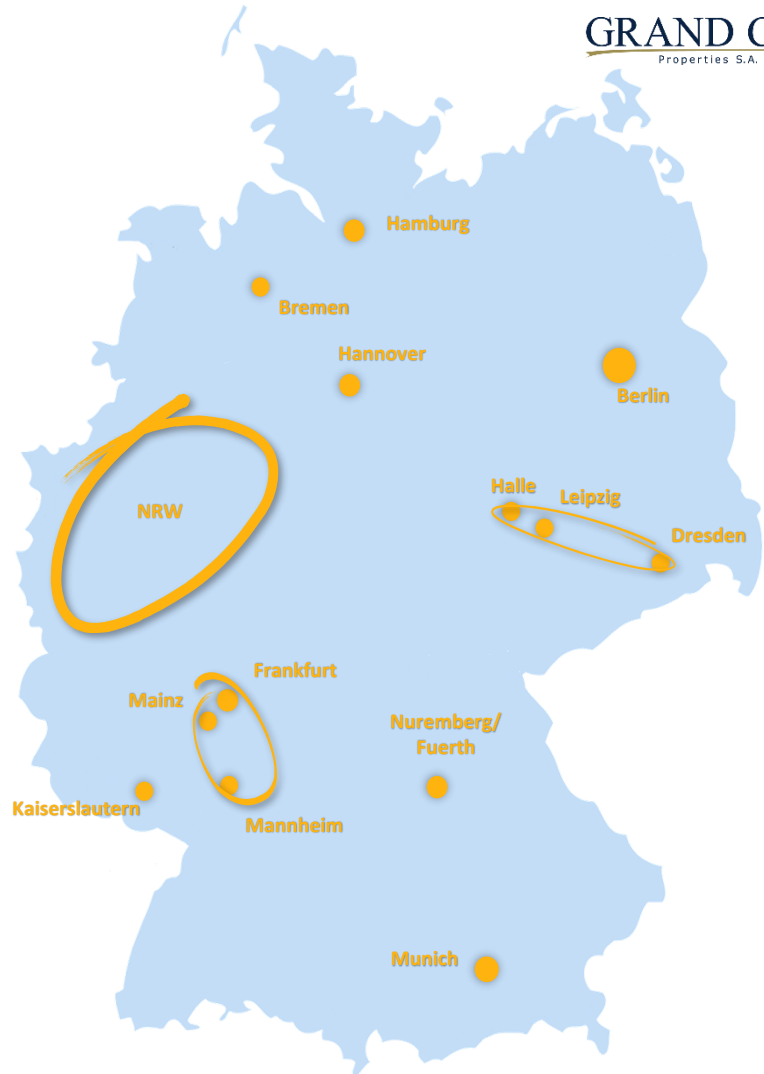 GRAND C
Properties S.A.
Hamburg
Bremen
Hannover
Berlin
NRW
Halle
Leipzig
Dresden
Frankfurt
Mainz
Nuremberg/
Fuerth
Kaiserslautern
Mannheim
Munich